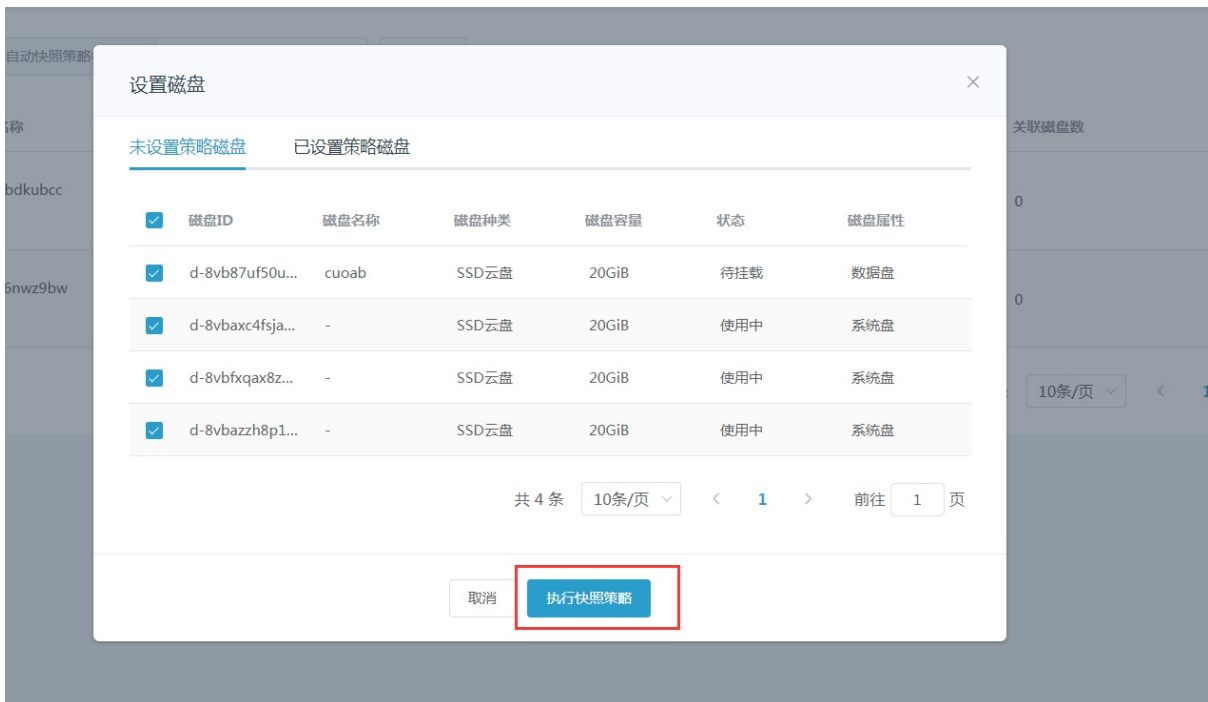 自动快照策略
设置磁盘
称
关联磁盘数
未设置策略磁盘 已设置策略磁盘
bdkubcc
0
磁盘ID 磁盘名称 磁盘种类 磁盘容量 状态 磁盘属性
d-8vb87uf50u... cuoab SSD云盘 20GiB 待挂载 数据盘
6nwz9bw
0
d-8vbaxc4fsja... - SSD云盘 20GiB 使用中 系统盘
d-8vbfxqax8z... - SSD云盘 20GiB 使用中 系统盘
10条/页 1
d-8vbazzh8p1... - SSD云盘 20GiB 使用中 系统盘
共 4 条 10条/页 1 前往 1 页
取消 执行快照策略